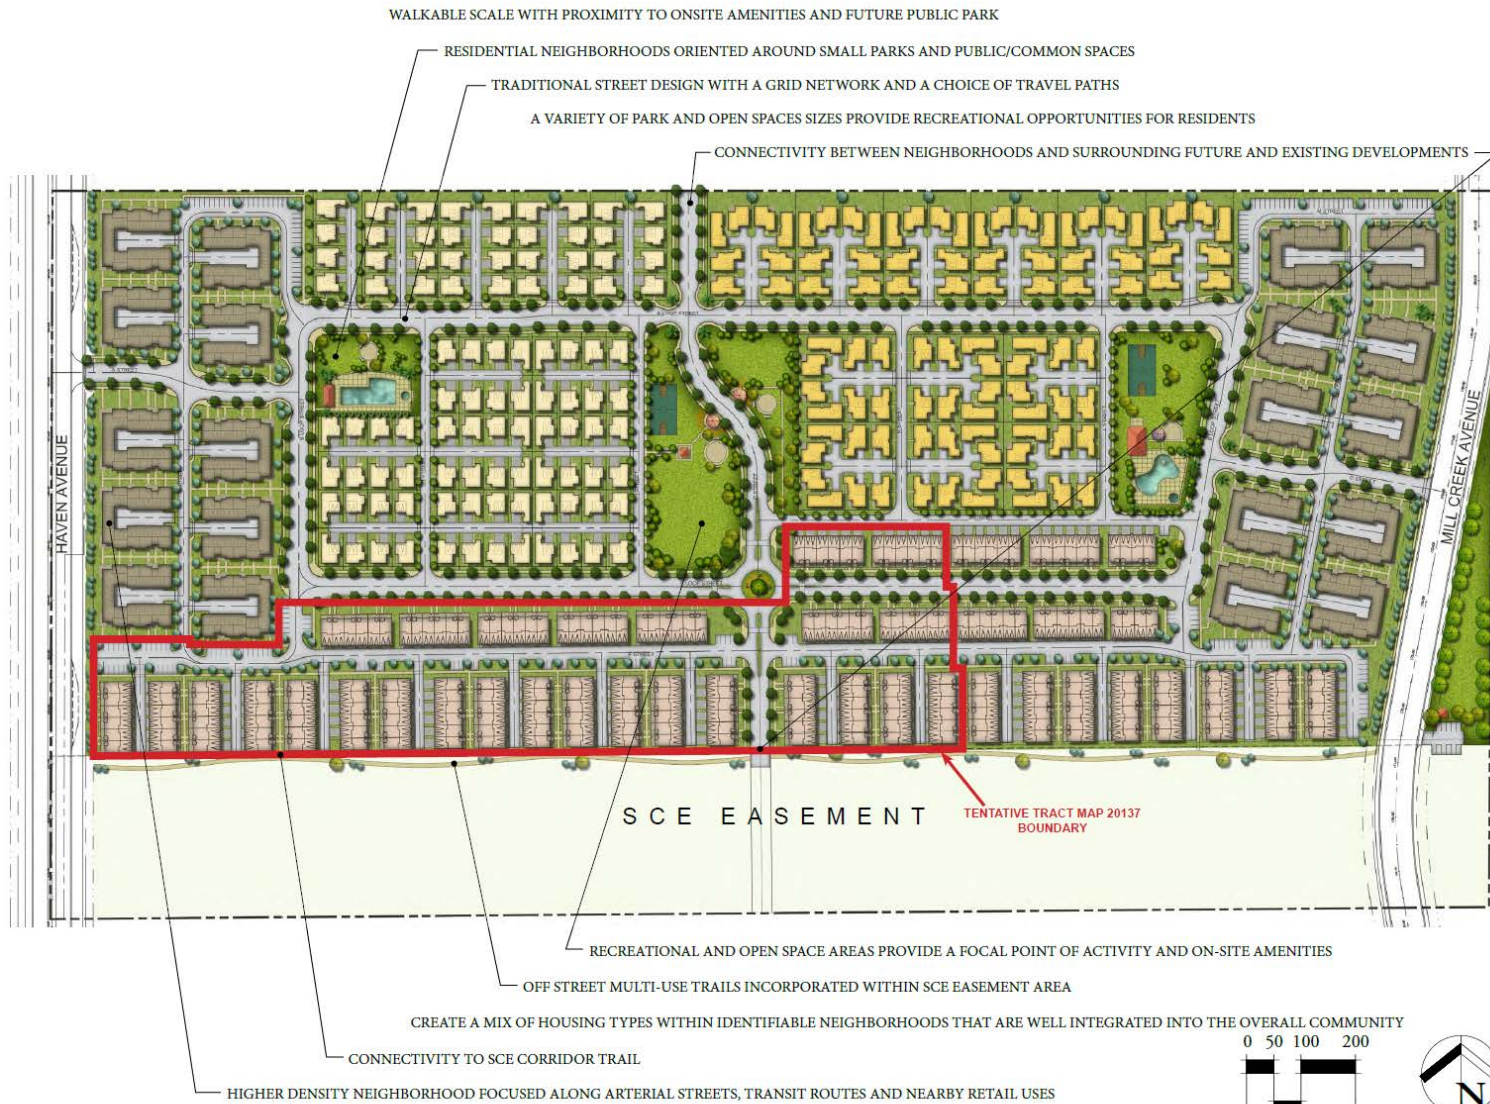 WALKABLE SCALE WITH PROXIMITY TO ONSITE AMENITIES AND FUTURE PUBLIC PARK
RESIDENTIAL NEIGHBORHOODS ORIENTED AROUND SMALL PARKS AND PUBLIC/COMMON SPACES
TRADITIONAL STREET DESIGN WITH A GRID NETWORK AND A CHOICE OF TRAVEL PATHS
A VARIETY OF PARK AND OPEN SPACES SIZES PROVIDE RECREATIONAL OPPORTUNITIES FOR RESIDENTS
CONNECTIVITY BETWEEN NEIGHBORHOODS AND SURROUNDING FUTURE AND EXISTING DEVELOPMENTS
HAVEN AVENUE
MILL CREEK AVENUE
SCE EASEMENT
TENTATIVE TRACT MAP 20137
BOUNDARY
RECREATIONAL AND OPEN SPACE AREAS PROVIDE A FOCAL POINT OF ACTIVITY AND ON-SITE AMENITIES
OFF STREET MULTI-USE TRAILS INCORPORATED WITHIN SCE EASEMENT AREA
CREATE A MIX OF HOUSING TYPES WITHIN IDENTIFIABLE NEIGHBORHOODS THAT ARE WELL INTEGRATED INTO THE OVERALL COMMUNITY
0 50 100 200
CONNECTIVITY TO SCE CORRIDOR TRAIL
HIGHER DENSITY NEIGHBORHOOD FOCUSED ALONG ARTERIAL STREETS, TRANSIT ROUTES AND NEARBY RETAIL USES
N